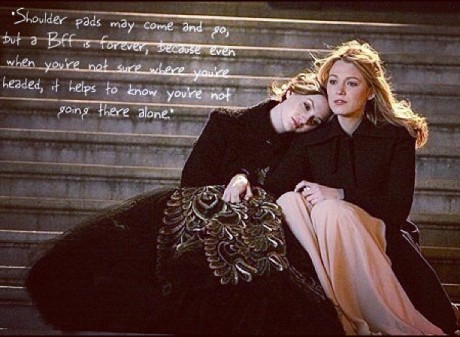 "Shoulder pads may come and go,
but a Bff is forever, because even
when you're not sure where you're
headed, it helps to know you're not
going there alone."